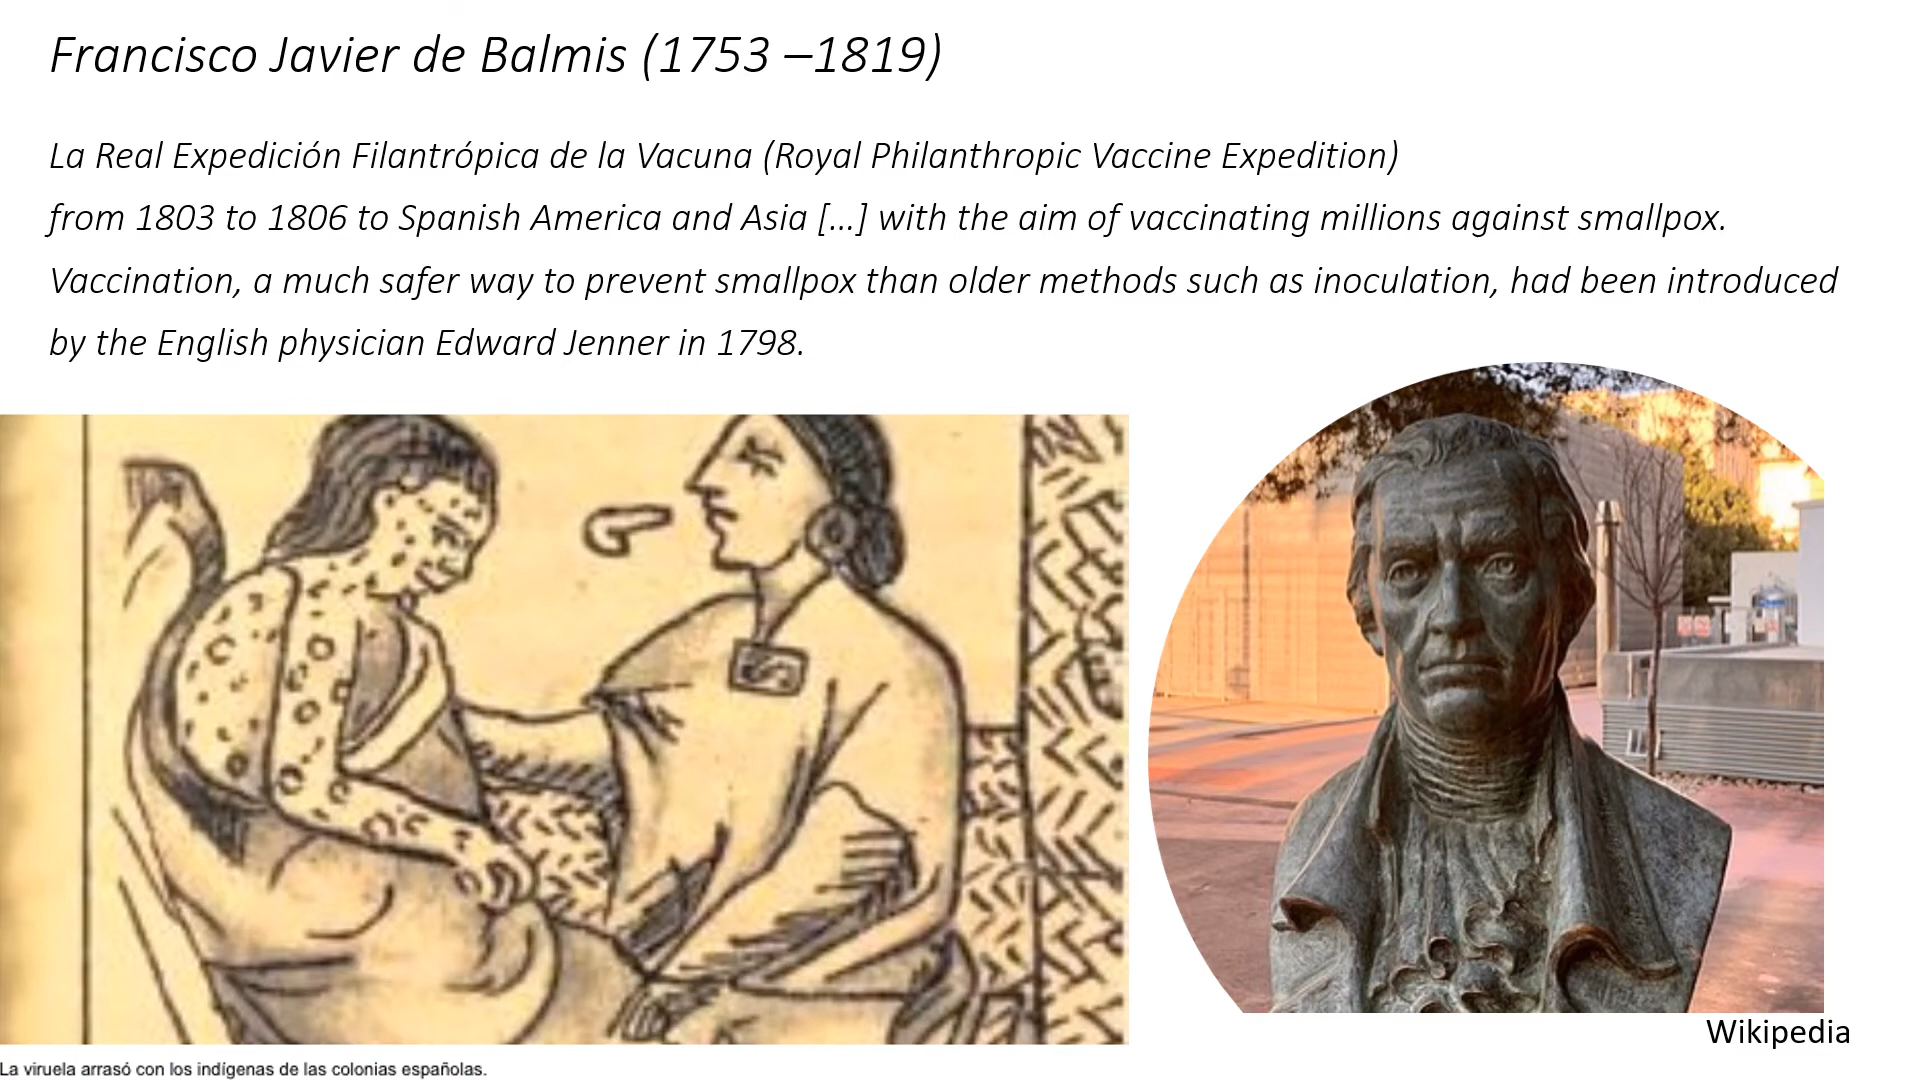 Francisco Javier de Balmis (1753 –1819)
La Real Expedición Filantrópica de la Vacuna (Royal Philanthropic Vaccine Expedition)
from 1803 to 1806 to Spanish America and Asia [...] with the aim of vaccinating millions against smallpox.
Vaccination, a much safer way to prevent smallpox than older methods such as inoculation, had been introduced
by the English physician Edward Jenner in 1798.
Wikipedia
La viruela arrasó con los indígenas de las colonias españolas.